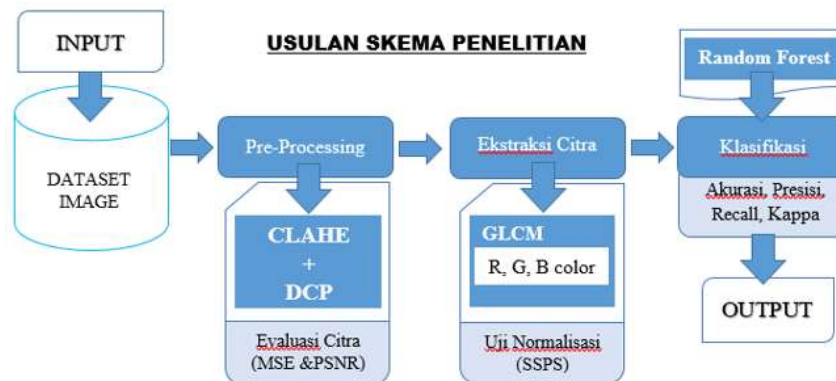 USULAN SKEMA PENELITIAN
INPUT
DATASET
IMAGE
Pre-Processing
CLAHE
+
DCP
Evaluasi Citra
(MSE &PSNR)
Ekstraksi Citra
GLCM
R, G, B color
Uji Normalisasi
(SSPS)
Random Forest
Klasifikasi
Akurasi, Presisi,
Recall, Kappa
OUTPUT